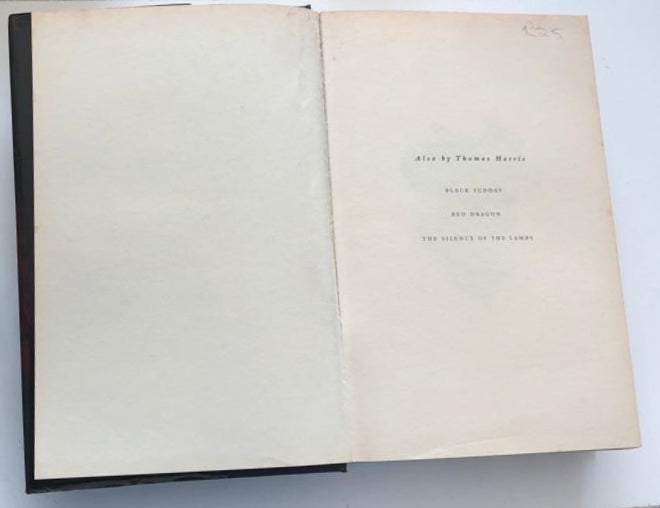 Also by Thomas Harris
BLACK SUNDAY
RED DRAGON
THE SILENCE OF THE LAMBS